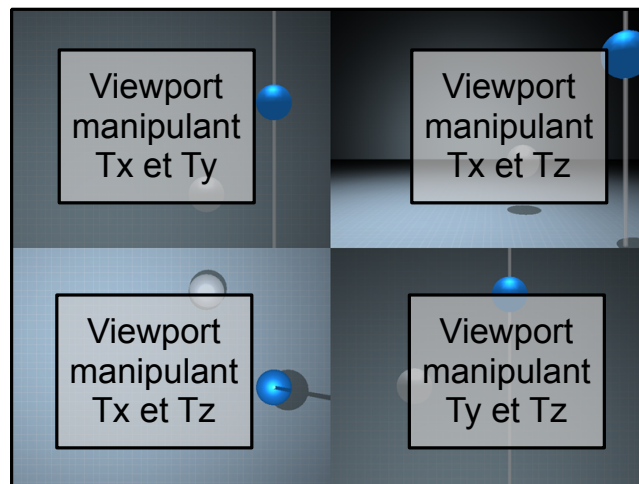 Viewport
manipulant
Tx et Ty
Viewport
manipulant
Tx et Tz
Viewport
manipulant
Tx et Tz
Viewport
manipulant
Ty et Tz